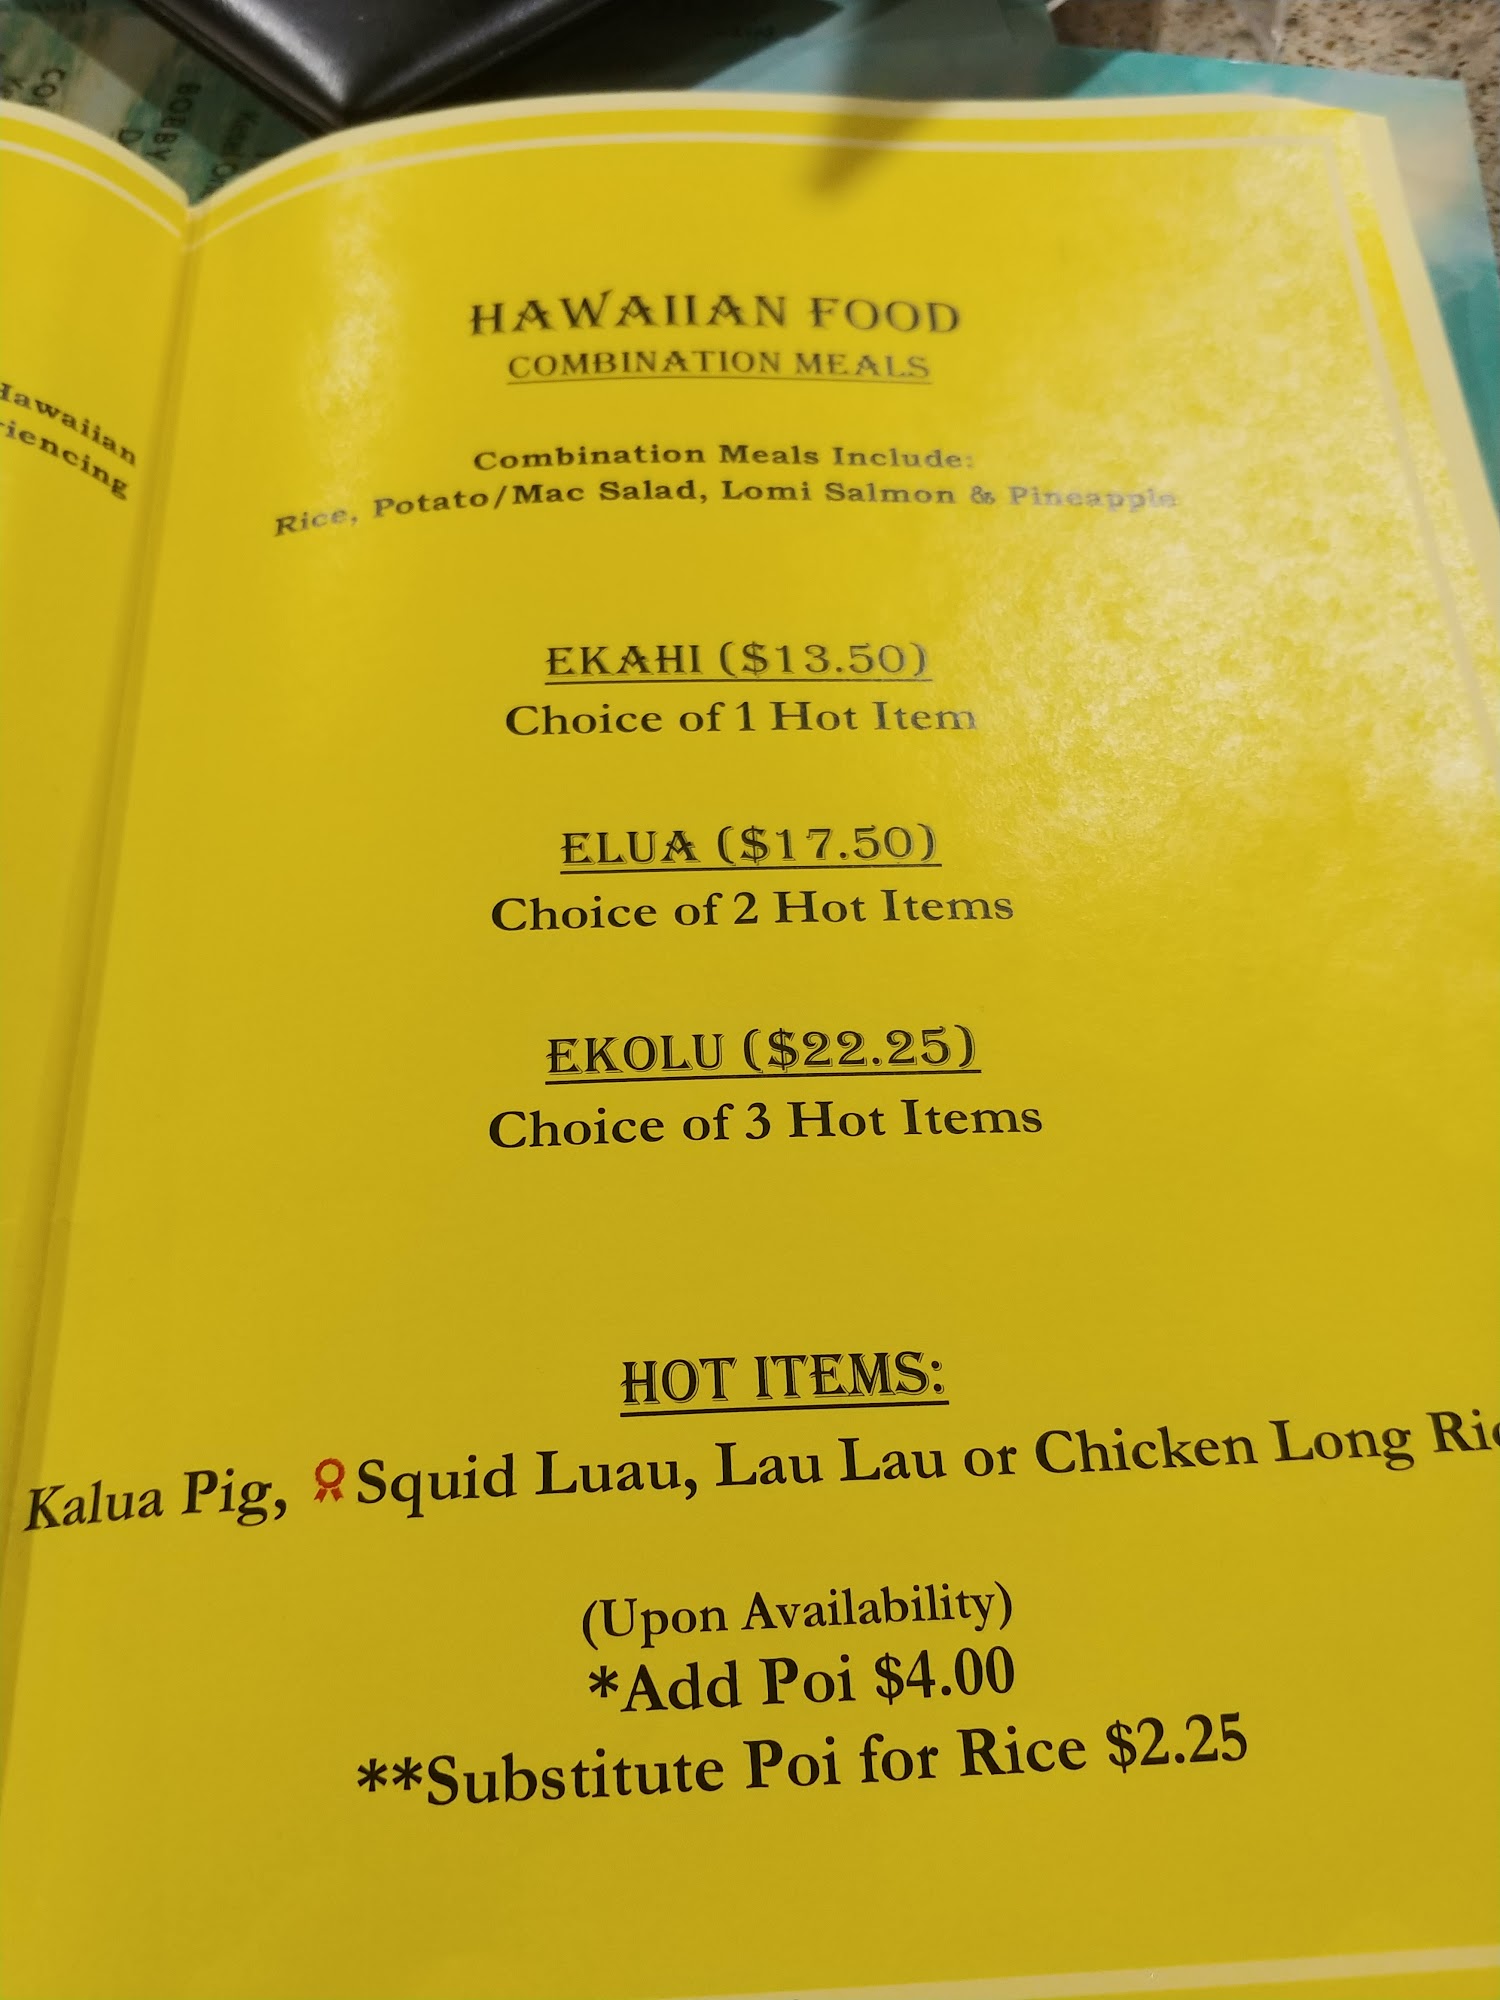 Hawaiian
HAWAIIAN FOOD
COMBINATION MEALS
Combination Meals Include:
Rice, Potato/Mac Salad, Lomi Salmon & Pineapple
EKAHI ($13.50)
Choice of 1 Hot Item
ELUA ($17.50)
Choice of 2 Hot Items
EKOLU ($22.25)
Choice of 3 Hot Items
HOT ITEMS:
Kalua Pig, Squid Luau, Lau Lau or Chicken Long
(Upon Availability)
*Add Poi $4.00
**Substitute Poi for Rice $2.25